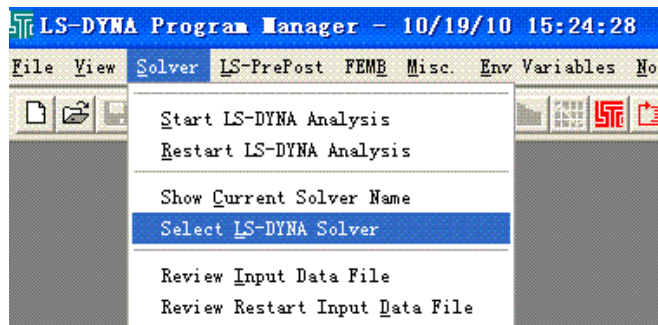 LS-DYNA Program Manager - 10/19/10 15:24:28
File View Solver LS-PrePost FEMB Misc. Env Variables No
Start LS-DYNA Analysis
Restart LS-DYNA Analysis
Show Current Solver Name
Select LS-DYNA Solver
Review Input Data File
Review Restart Input Data File